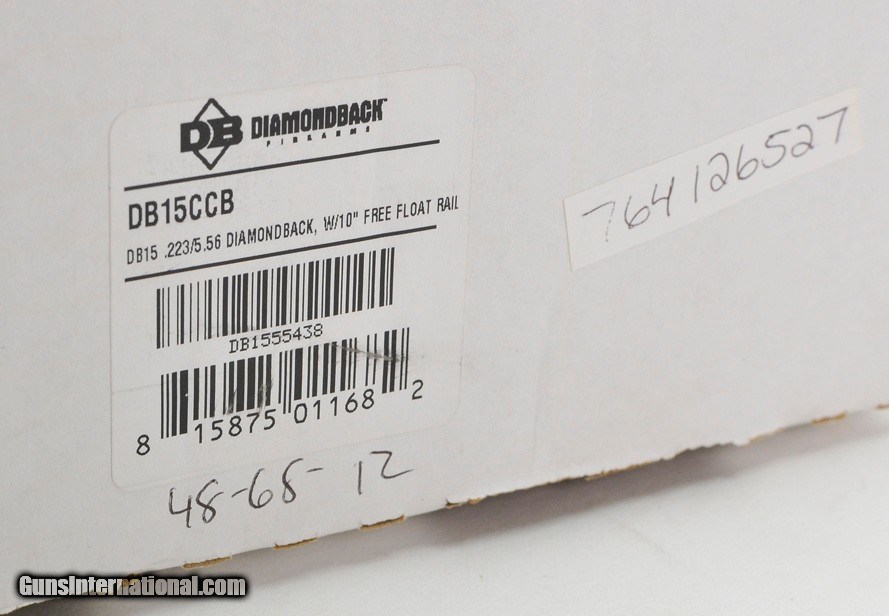 DB DIAMONDBACK™
FIREARMS
DB15CCB
DB15 .223/5.56 DIAMONDBACK, W/10" FREE FLOAT RAIL
DB1555438
8 15875 01168 2
48-68-12
764126527
GunsInternational.com